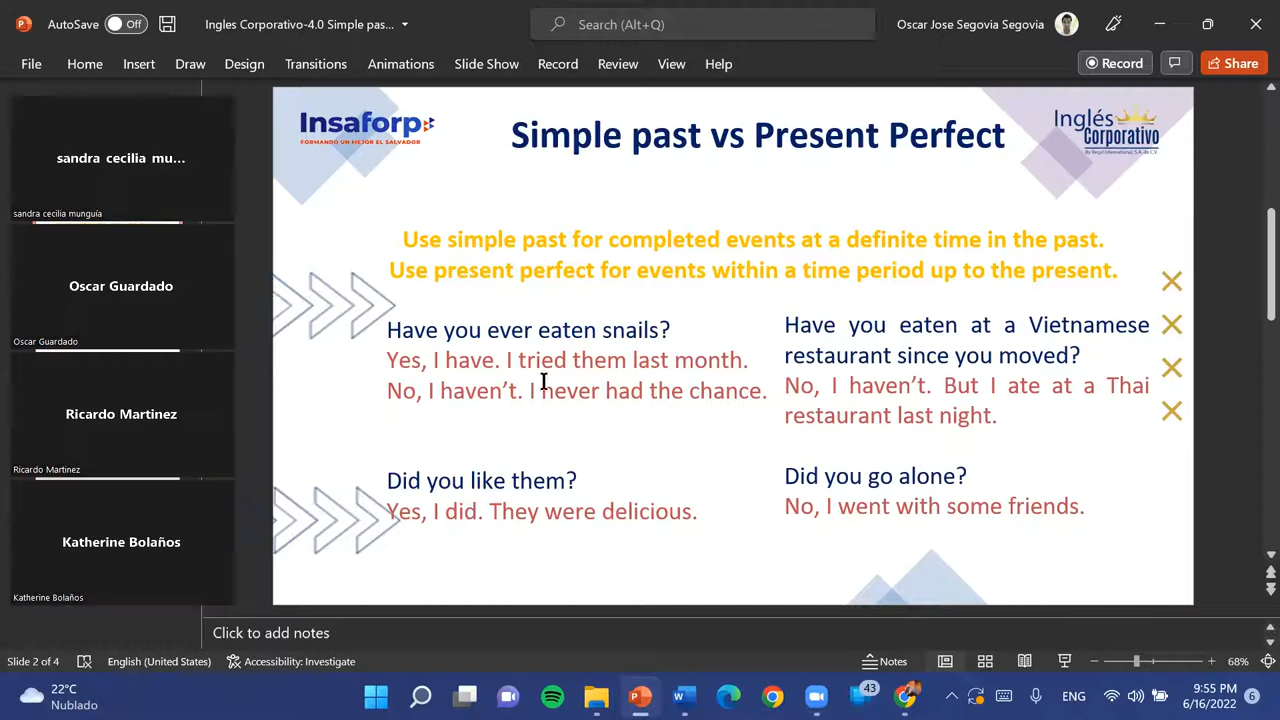 AutoSave Off Ingles Corporativo-4.0 Simple pas... Search (Alt+Q) Oscar Jose Segovia Segovia
File Home Insert Draw Design Transitions Animations Slide Show Record Review View Help Record Share
sandra cecilia mu...
sandra cecilia munguía
Oscar Guardado
Oscar Guardado
Ricardo Martinez
Ricardo Martinez
Katherine Bolaños
Katherine Bolaños
Insaforp
FORMANDO UN MEJOR EL SALVADOR
Simple past vs Present Perfect
Inglés
Corporativo
By Regal International, S.A. de C.V.
Use simple past for completed events at a definite time in the past.
Use present perfect for events within a time period up to the present.
Have you ever eaten snails?
Yes, I have. I tried them last month.
No, I haven't. I never had the chance.
Did you like them?
Yes, I did. They were delicious.
Have you eaten at a Vietnamese
restaurant since you moved?
No, I haven't. But I ate at a Thai
restaurant last night.
Did you go alone?
No, I went with some friends.
Click to add notes
Slide 2 of 4 English (United States) Accessibility: Investigate Notes 68%
22°C
Nublado
43
ENG
9:55 PM
6/16/2022
6